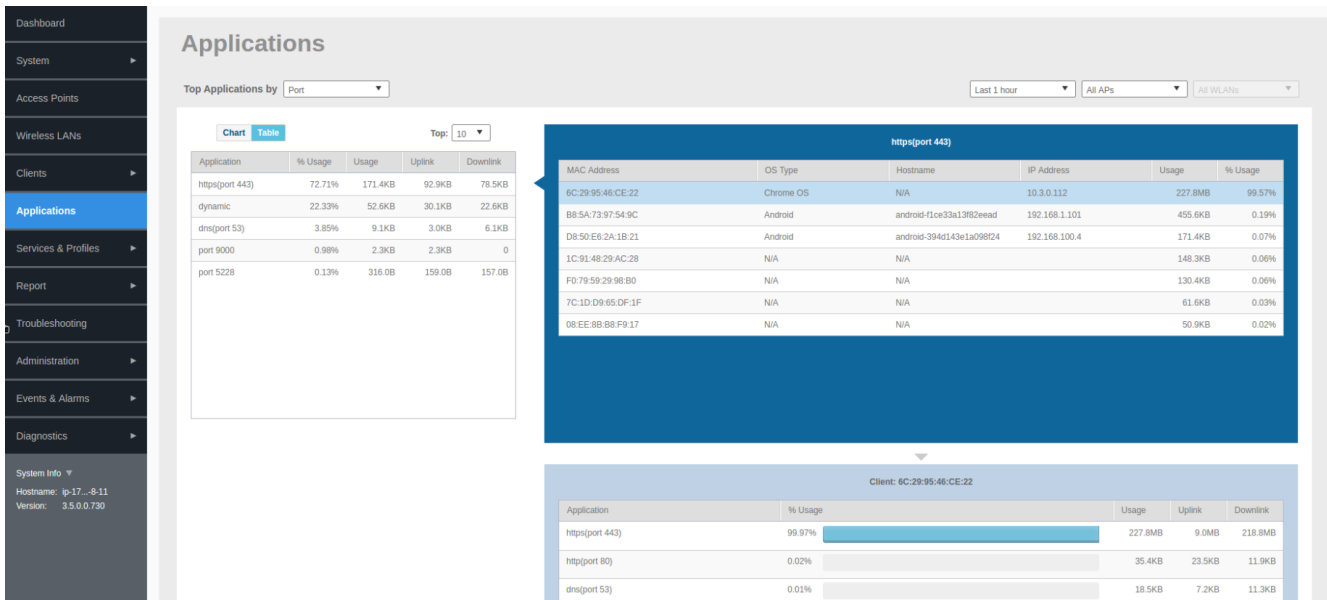 Dashboard
System
Access Points
Wireless LANs
Clients
Applications
Services & Profiles
Report
Troubleshooting
Administration
Events & Alarms
Diagnostics
System Info
Hostname: ip-17...-8-11
Version: 3.5.0.0.730
Applications
Top Applications by Port
Last 1 hour All APs All WLANs
Chart Table Top: 10
Application % Usage Usage Uplink Downlink
https(port 443) 72.71% 171.4KB 92.9KB 78.5KB
dynamic 22.33% 52.6KB 30.1KB 22.6KB
dns(port 53) 3.85% 9.1KB 3.0KB 6.1KB
port 9000 0.98% 2.3KB 2.3KB 0
port 5228 0.13% 316.0B 159.0B 157.0B
https(port 443)
MAC Address OS Type Hostname IP Address Usage % Usage
6C:29:95:46:CE:22 Chrome OS N/A 10.3.0.112 227.8MB 99.57%
B8:5A:73:97:54:9C Android android-f1ce33a13f82eead 192.168.1.101 455.6KB 0.19%
D8:50:E6:2A:1B:21 Android android-394d143e1a098f24 192.168.100.4 171.4KB 0.07%
1C:91:48:29:AC:28 N/A N/A 148.3KB 0.06%
F0:79:59:29:98:B0 N/A N/A 130.4KB 0.06%
7C:1D:D9:65:DF:1F N/A N/A 61.6KB 0.03%
08:EE:8B:B8:F9:17 N/A N/A 50.9KB 0.02%
Client: 6C:29:95:46:CE:22
Application % Usage Usage Uplink Downlink
https(port 443) 99.97% 227.8MB 9.0MB 218.8MB
http(port 80) 0.02% 35.4KB 23.5KB 11.9KB
dns(port 53) 0.01% 18.5KB 7.2KB 11.3KB